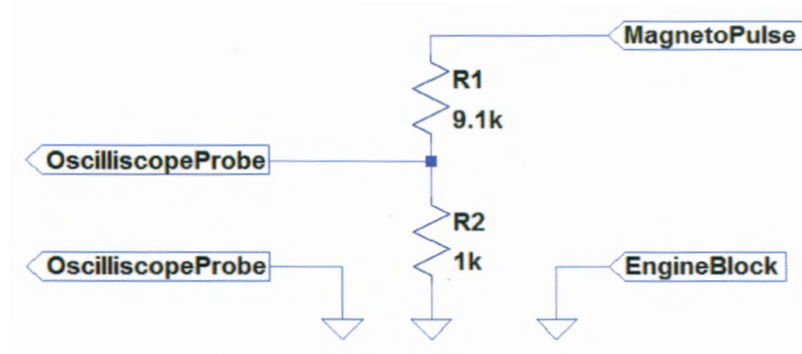 MagnetoPulse
R1
9.1k
OscilliscopeProbe
R2
1k
OscilliscopeProbe
EngineBlock